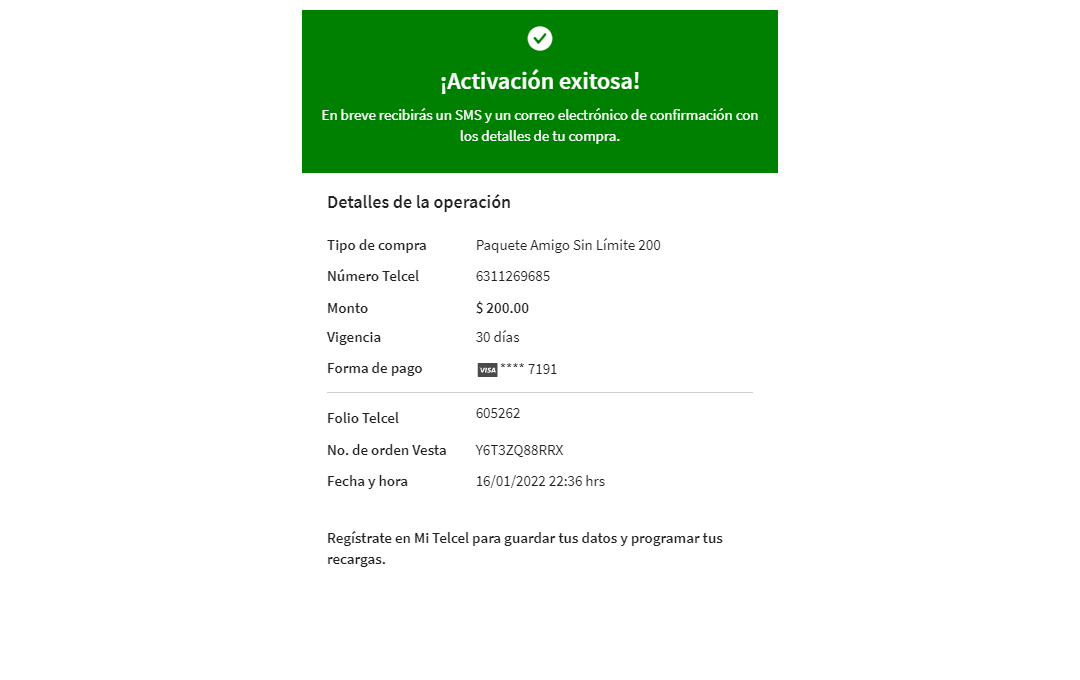 ¡Activación exitosa!
En breve recibirás un SMS y un correo electrónico de confirmación con
los detalles de tu compra.
Detalles de la operación
Tipo de compra Paquete Amigo Sin Límite 200
Número Telcel 6311269685
Monto $ 200.00
Vigencia 30 días
Forma de pago VISA **** 7191
Folio Telcel 605262
No. de orden Vesta Y6T3ZQ88RRX
Fecha y hora 16/01/2022 22:36 hrs
Regístrate en Mi Telcel para guardar tus datos y programar tus
recargas.